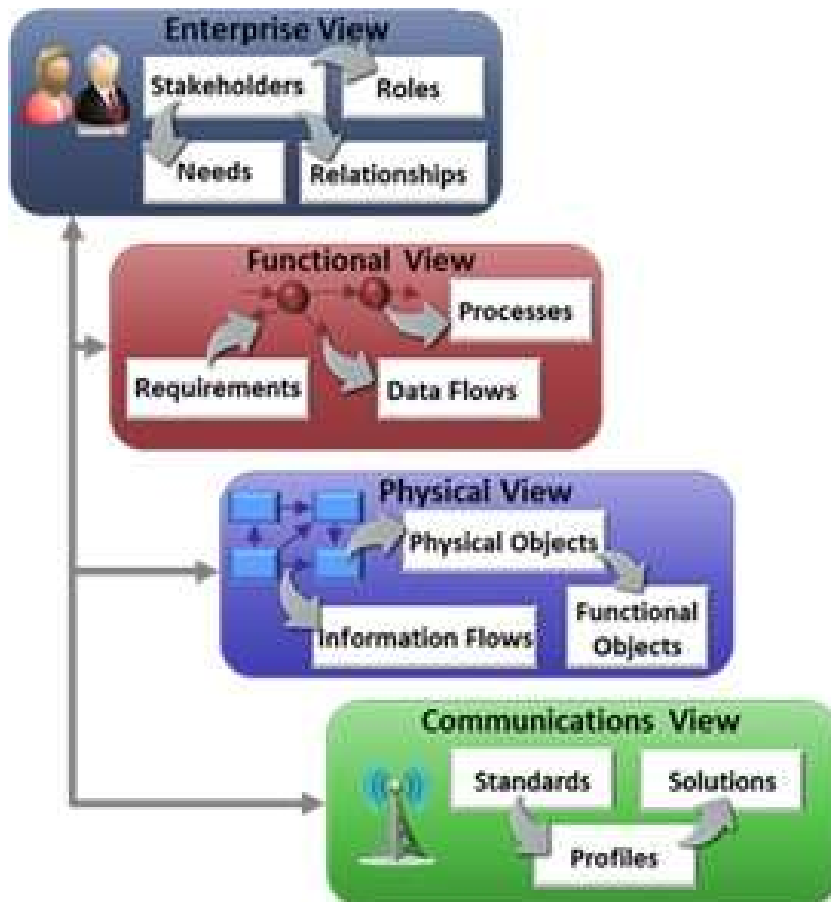 Enterprise View
Stakeholders
Roles
Needs
Relationships
Functional View
Processes
Requirements
Data Flows
Physical View
Physical Objects
Information Flows
Functional
Objects
Communications View
Standards
Solutions
Profiles